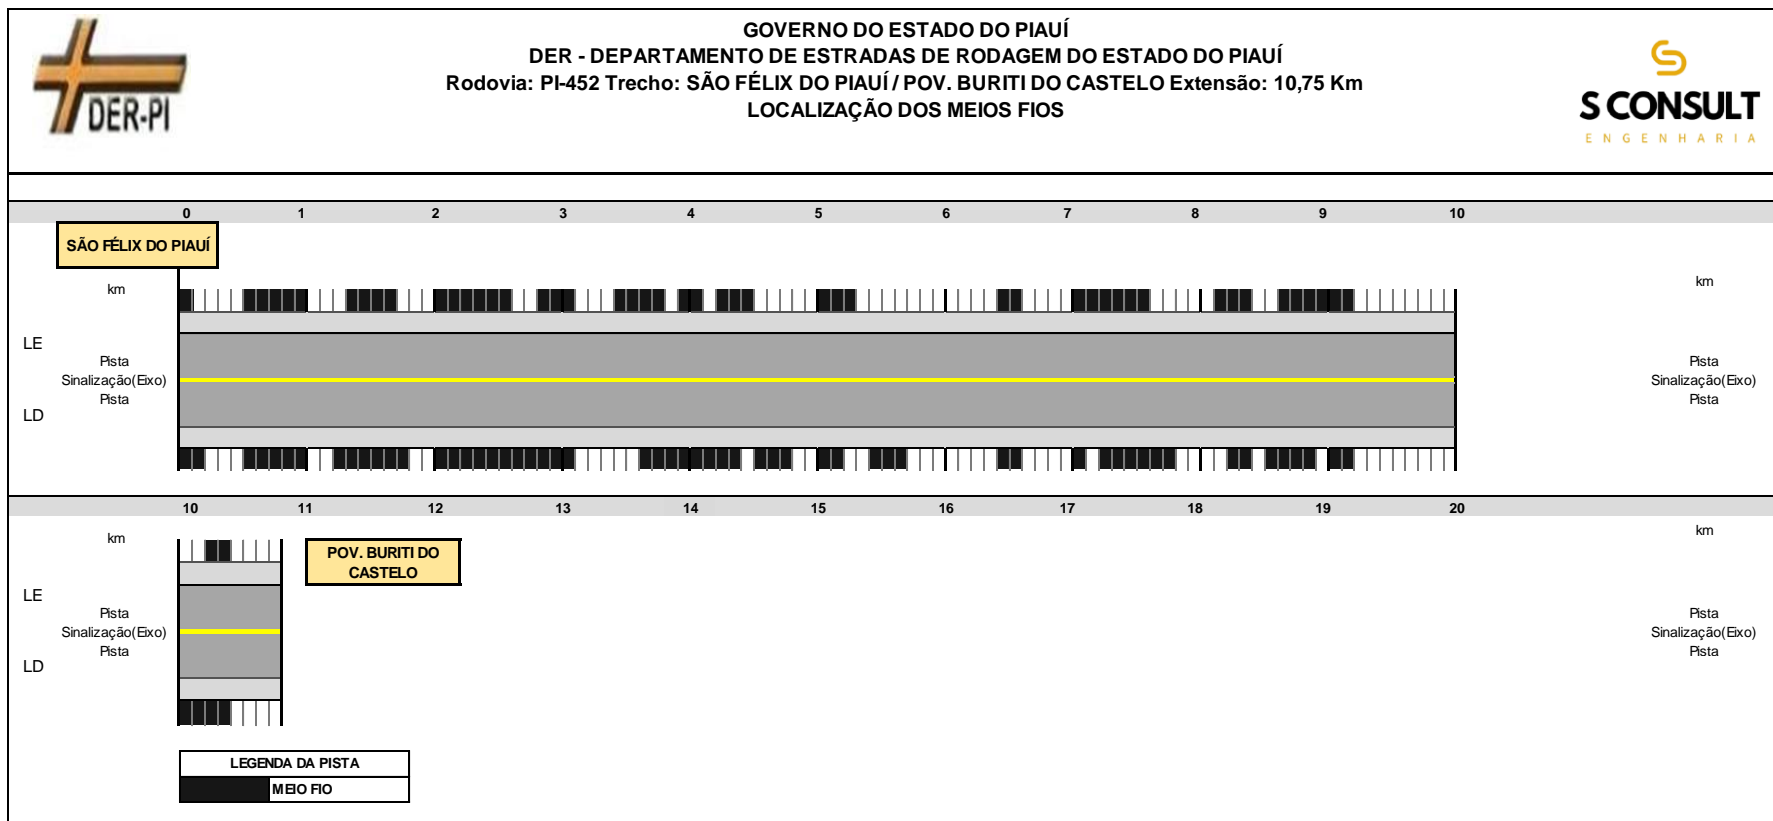 GOVERNO DO ESTADO DO PIAUÍ
DER - DEPARTAMENTO DE ESTRADAS DE RODAGEM DO ESTADO DO PIAUÍ
Rodovia: PI-452 Trecho: SÃO FÉLIX DO PIAUÍ / POV. BURITI DO CASTELO Extensão: 10,75 Km
LOCALIZAÇÃO DOS MEIOS FIOS
DER-PI
S CONSULT
ENGENHARIA
0 1 2 3 4 5 6 7 8 9 10
SÃO FÉLIX DO PIAUÍ
km km
LE
Pista Pista
Sinalização(Eixo) Sinalização(Eixo)
Pista Pista
LD
10 11 12 13 14 15 16 17 18 19 20
km km
POV. BURITI DO
CASTELO
LE
Pista Pista
Sinalização(Eixo) Sinalização(Eixo)
Pista Pista
LD
LEGENDA DA PISTA
MEIO FIO